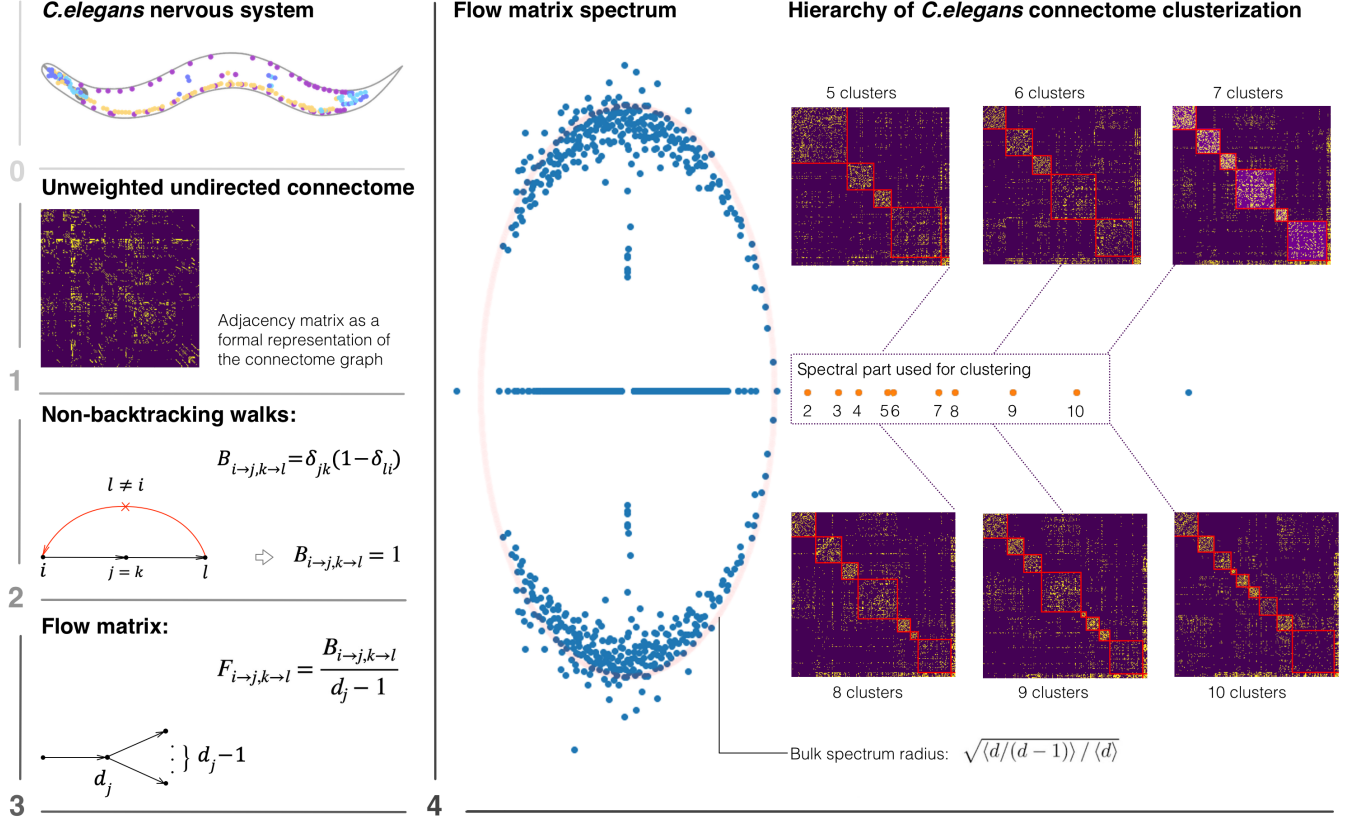 C.elegans nervous system
0
Unweighted undirected connectome
Adjacency matrix as a
formal representation of
the connectome graph
1
Non-backtracking walks:
B_{i→j,k→l}=δ_{jk}(1−δ_{li})
l ≠ i
i
j = k
l
⇨ B_{i→j,k→l} = 1
2
Flow matrix:
F_{i→j,k→l} = B_{i→j,k→l} / (d_j − 1)
d_j
} d_j−1
3
Flow matrix spectrum
Hierarchy of C.elegans connectome clusterization
5 clusters
6 clusters
7 clusters
Spectral part used for clustering
2 3 4 5 6 7 8 9 10
8 clusters
9 clusters
10 clusters
Bulk spectrum radius: √⟨d/(d − 1)⟩ / ⟨d⟩
4